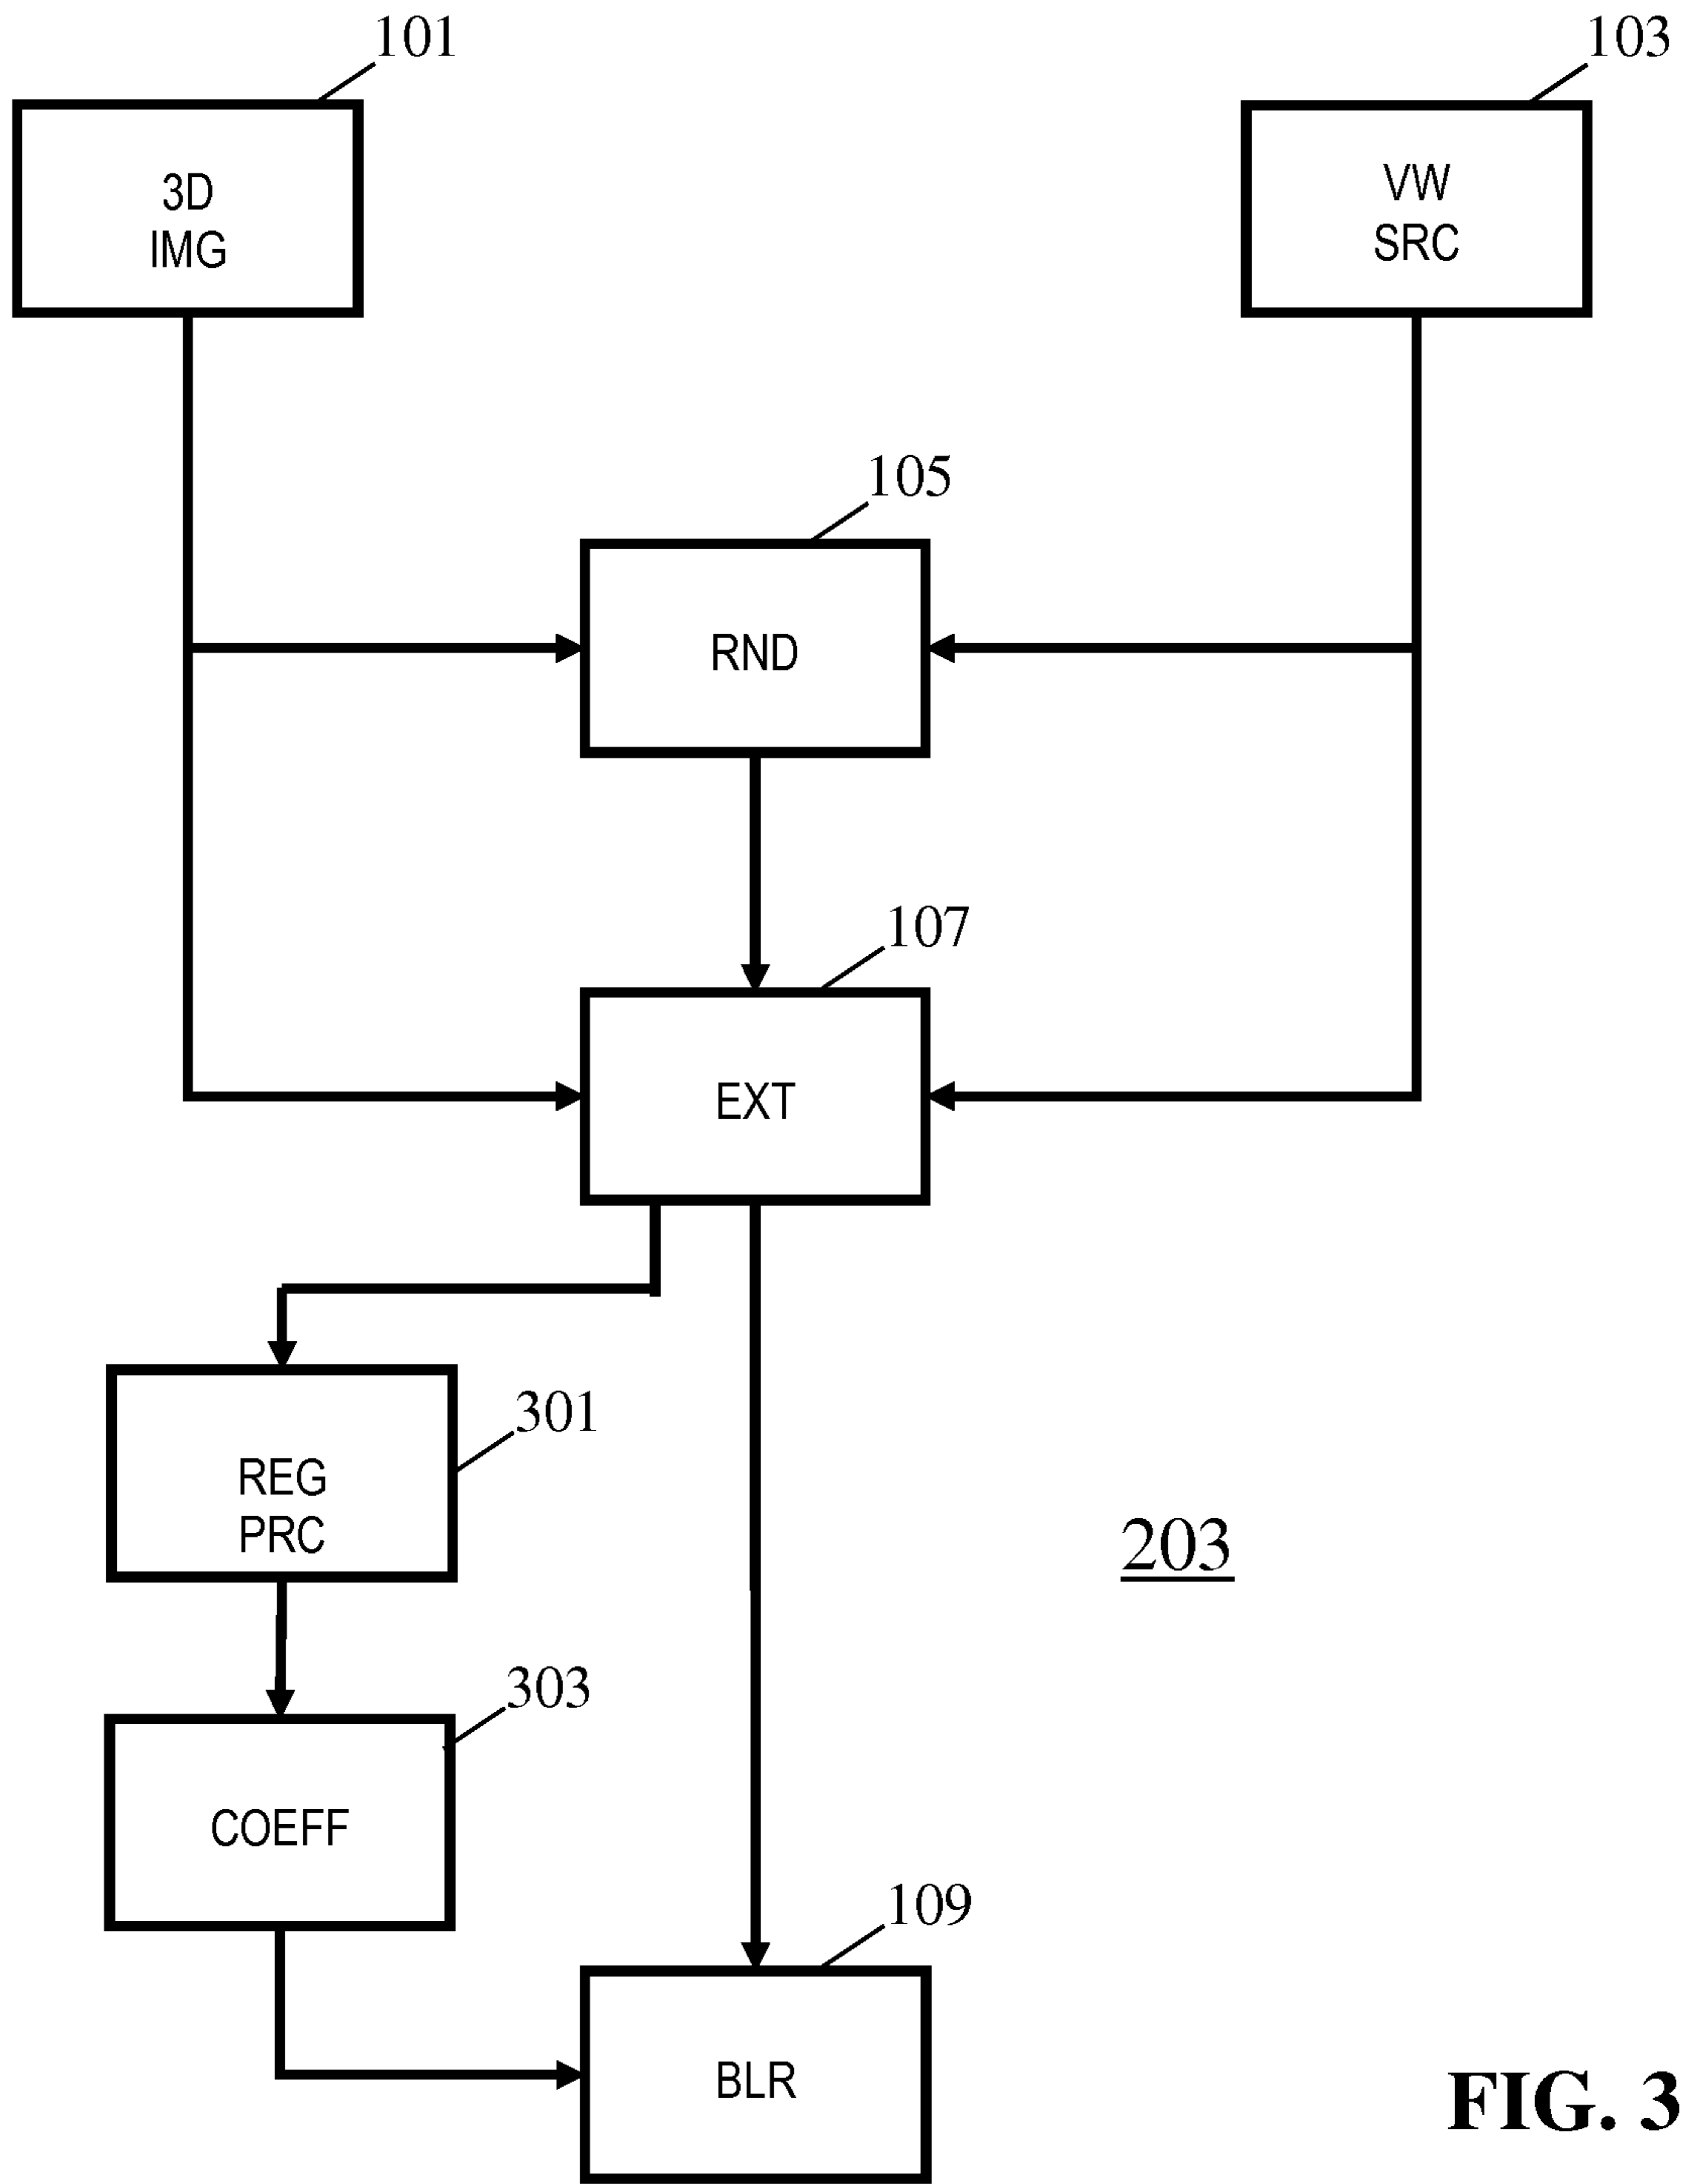 101
103
3D
IMG
VW
SRC
105
RND
107
EXT
301
REG
PRC
203
303
COEFF
109
BLR
FIG. 3